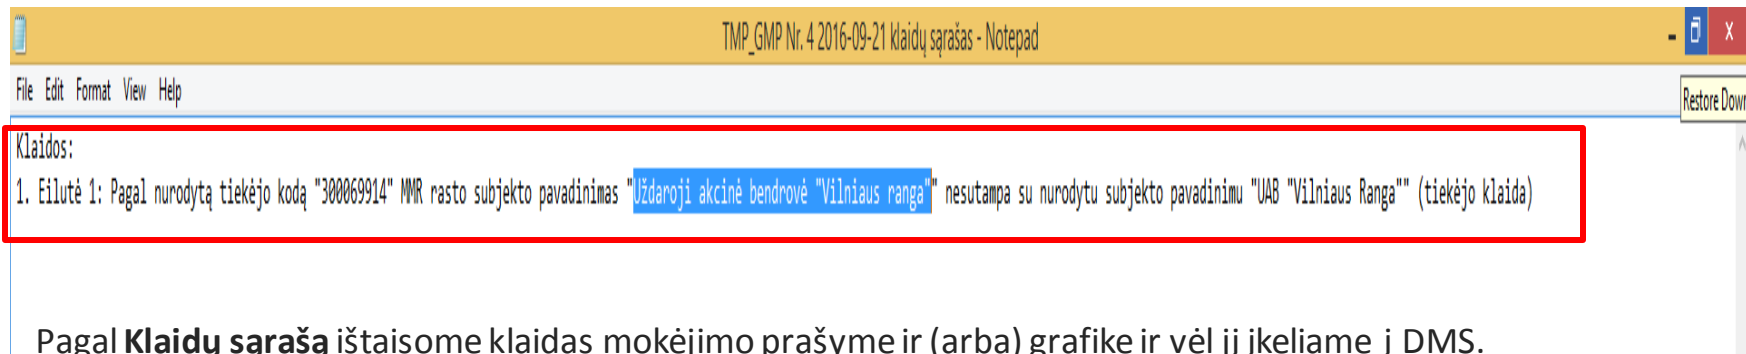 TMP_GMP Nr. 4 2016-09-21 klaidų sąrašas - Notepad
File Edit Format View Help
Restore Down
Klaidos:
1. Eilutė 1: Pagal nurodytą tiekėjo kodą "300069914" MMR rasto subjekto pavadinimas "Uždaroji akcinė bendrovė "Vilniaus ranga"" nesutampa su nurodytu subjekto pavadinimu "UAB "Vilniaus Ranga"" (tiekėjo klaida)
Pagal Klaidų sąrašą ištaisome klaidas mokėjimo prašyme ir (arba) grafike ir vėl jį įkeliame į DMS.